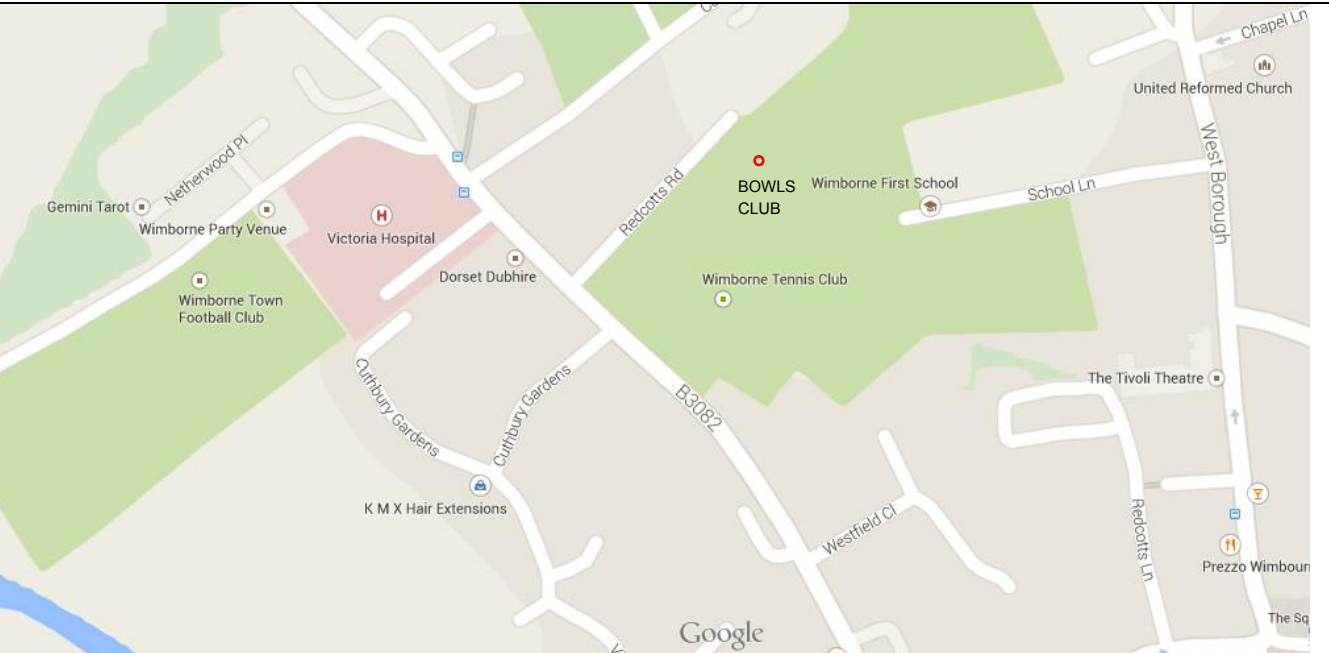 Chapel Ln
United Reformed Church
West Borough
Netherwood Pl
Gemini Tarot
Wimborne Party Venue
H
Victoria Hospital
Redcotts Rd
BOWLS
CLUB
Wimborne First School
School Ln
Dorset Dubhire
Wimborne Tennis Club
Wimborne Town
Football Club
Cuthbury Gardens
Cuthbury Gardens
B3082
The Tivoli Theatre
K M X Hair Extensions
Westfield Cl
Redcotts Ln
Prezzo Wimbour
The Sq
Google